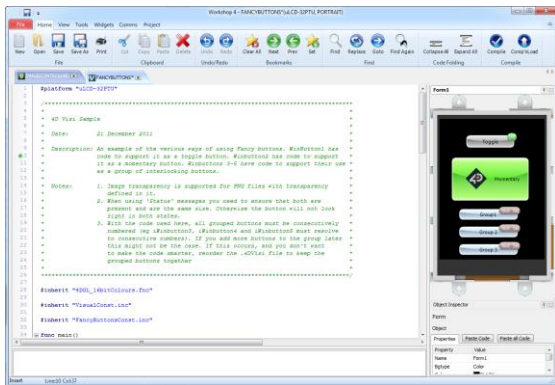 Workshop 4 - FANCYBUTTONS*(uLCD-32PTU, PORTRAIT)
File Home View Tools Widgets Comms Project
New Open Save Save As Print Cut Copy Paste Delete Undo Redo Clear All Next Prev Set Find Replace Goto Find Again Collapse All Expand All Compile Comp'nLoad
File Clipboard Undo/Redo Bookmarks Find Code Folding Compile
FANCYBUTTONS*
#platform "uLCD-32PTU"
4D Visi Sample
Date: 2; December 2011
Description: An example of the various ways of using Fancy buttons. WinButton1 has
code to support it as a toggle button. Winbutton2 has code to support
it as a momentary button. Winbuttons 3-5 have code to support their use
as a group of interlocking buttons.
Notes: 1. Image transparency is supported for PNG files with transparency
defined in it.
2. When using 'Status' messages you need to ensure that both are
present and are the same size. Otherwise the button will not look
right in both states.
3. With the code used here, all grouped buttons must be consecutively
numbered (eg iWinbutton3, iWinbutton4 and iWinbutton5 must resolve
to consecutive numbers). If you add more buttons to the group later
this might not be the case. If this occurs, and you don't want
to make the code smarter, reorder the .4DVisi file to keep the
grouped buttons together
#inherit "4DGL_16bitColours.fnc"
#inherit "VisualConst.inc"
#inherit "FancyButtonsConst.inc"
func main()
Form1
Toggle
4D
Momentary
Group1
Group 2
Group 3
Object Inspector
Form
Object
Properties Paste Code Paste all Code
Property Value
Name Form1
Bgtype Color
Insert Line:10 Col:37